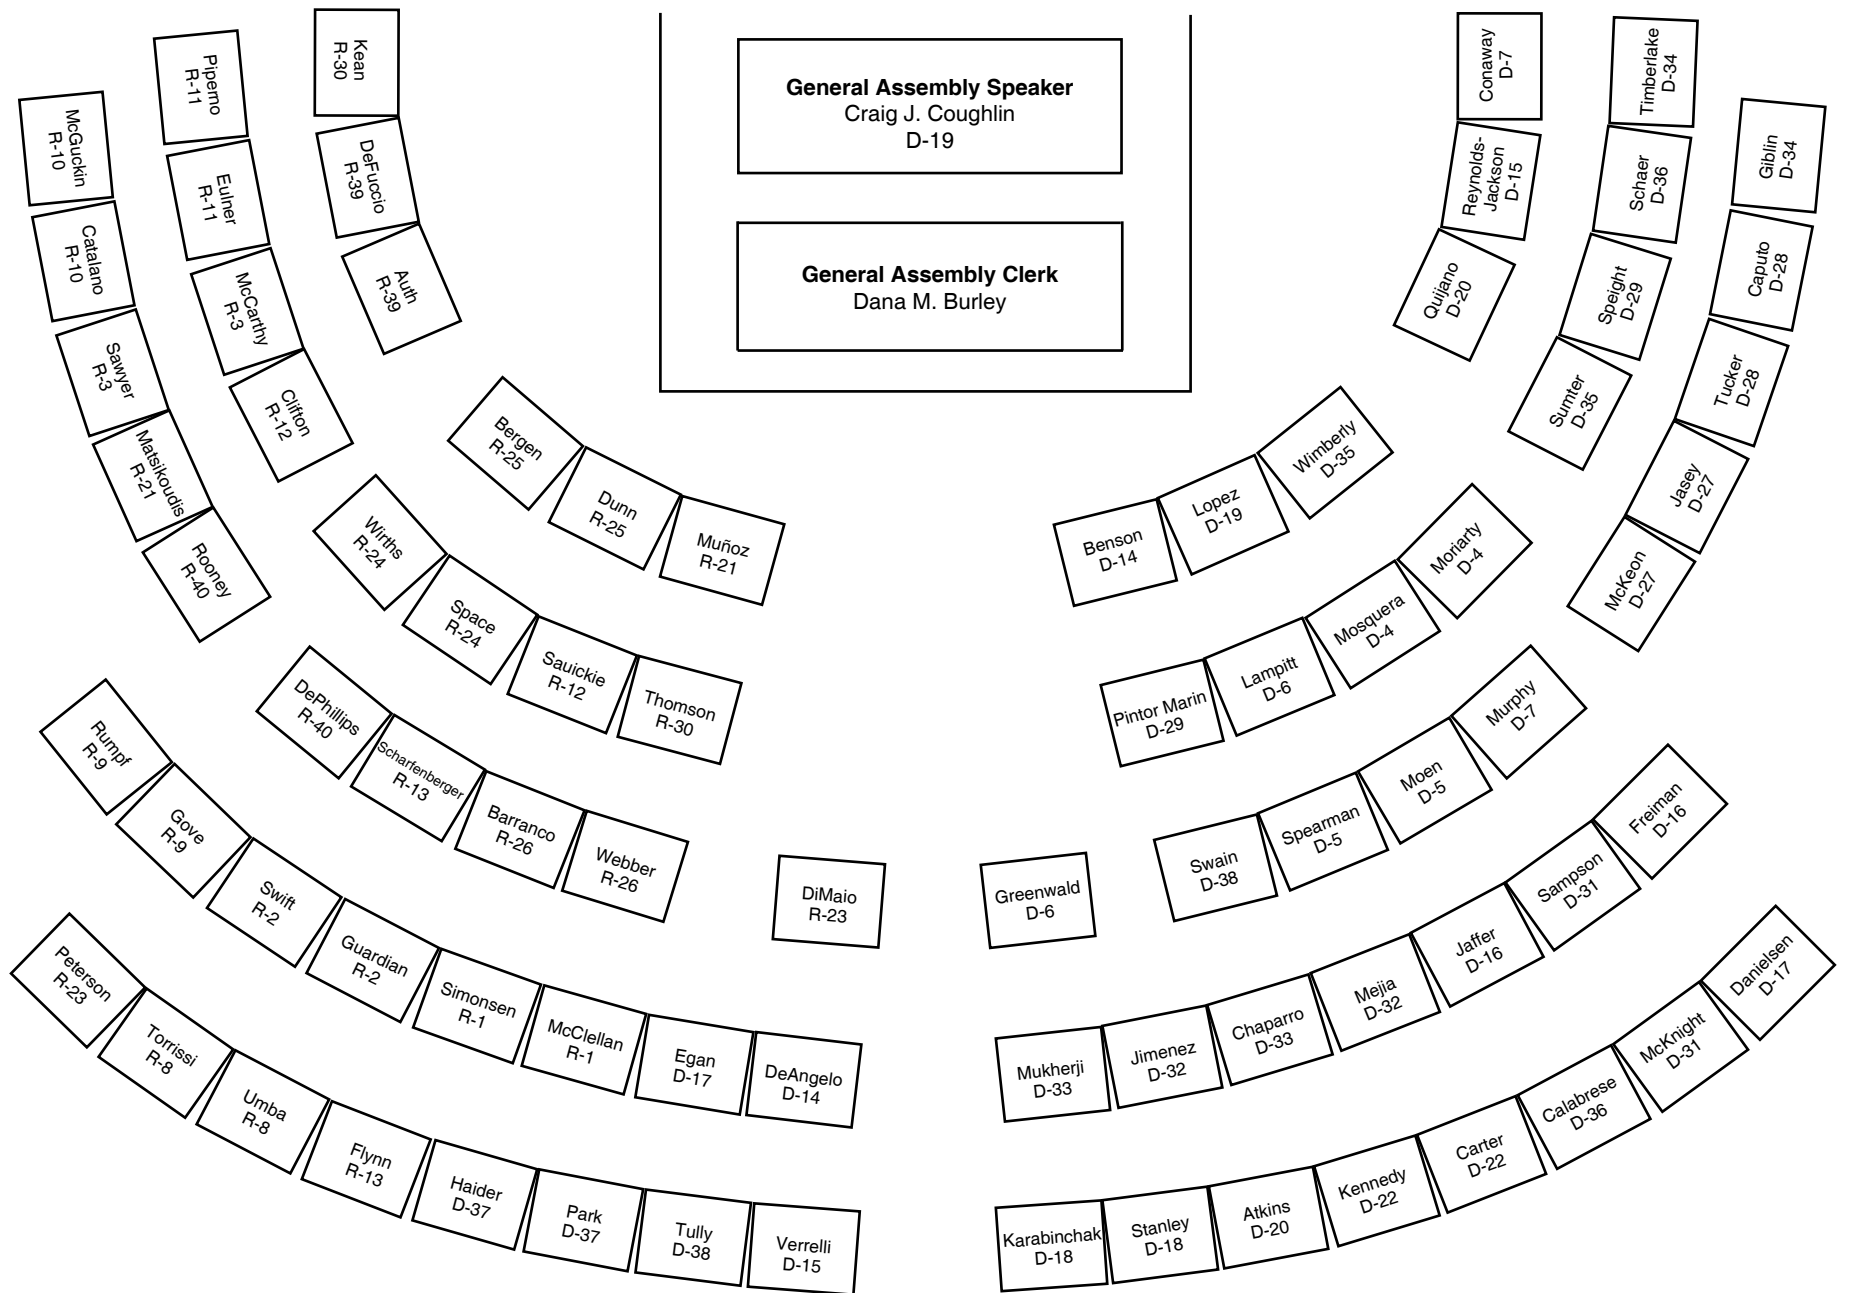 General Assembly Speaker
Craig J. Coughlin
D-19
General Assembly Clerk
Dana M. Burley
Kean
R-30
DeFuccio
R-39
Auth
R-39
Piperno
R-11
Eulner
R-11
McCarthy
R-3
Clifton
R-12
McGuckin
R-10
Catalano
R-10
Sawyer
R-3
Matsikoudis
R-21
Rooney
R-40
Bergen
R-25
Dunn
R-25
Muñoz
R-21
Wirths
R-24
Space
R-24
Sauickie
R-12
Thomson
R-30
DePhillips
R-40
Scharfenberger
R-13
Barranco
R-26
Webber
R-26
DiMaio
R-23
Rumpf
R-9
Gove
R-9
Swift
R-2
Guardian
R-2
Simonsen
R-1
McClellan
R-1
Egan
D-17
DeAngelo
D-14
Peterson
R-23
Torrissi
R-8
Umba
R-8
Flynn
R-13
Haider
D-37
Park
D-37
Tully
D-38
Verrelli
D-15
Conaway
D-7
Reynolds-
Jackson
D-15
Quijano
D-20
Timberlake
D-34
Schaer
D-36
Speight
D-29
Sumter
D-35
Giblin
D-34
Caputo
D-28
Tucker
D-28
Jasey
D-27
McKeon
D-27
Benson
D-14
Lopez
D-19
Wimberly
D-35
Pintor Marin
D-29
Lampitt
D-6
Mosquera
D-4
Moriarty
D-4
Greenwald
D-6
Swain
D-38
Spearman
D-5
Moen
D-5
Murphy
D-7
Mukherji
D-33
Jimenez
D-32
Chaparro
D-33
Mejia
D-32
Jaffer
D-16
Sampson
D-31
Freiman
D-16
Karabinchak
D-18
Stanley
D-18
Atkins
D-20
Kennedy
D-22
Carter
D-22
Calabrese
D-36
McKnight
D-31
Danielsen
D-17